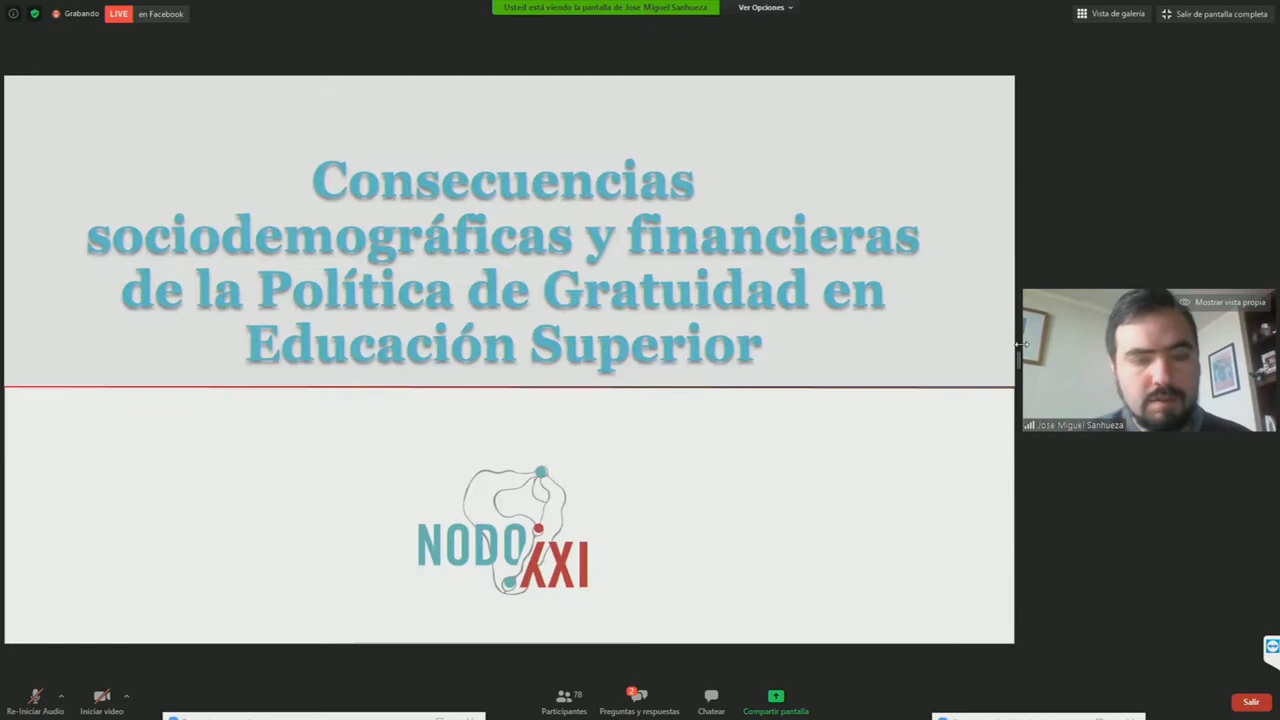 Grabando
LIVE
en Facebook
Usted está viendo la pantalla de Jose Miguel Sanhueza
Ver Opciones
Vista de galería
Salir de pantalla completa
Consecuencias
sociodemográficas y financieras
de la Política de Gratuidad en
Educación Superior
NODO
XXI
Mostrar vista propia
Jose Miguel Sanhueza
Re-Iniciar Audio
Iniciar video
78
Participantes
2
Preguntas y respuestas
Chatear
Compartir pantalla
Salir